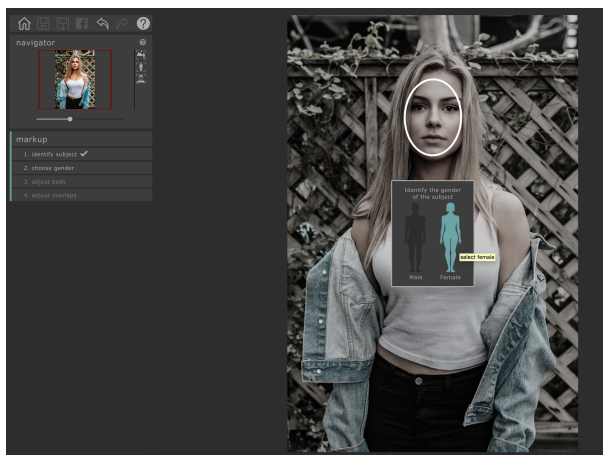 ?
navigator
?
markup
1. identify subject
2. choose gender
3. adjust body
4. adjust overlaps
Identify the gender
of the subject
select female
Male
Female